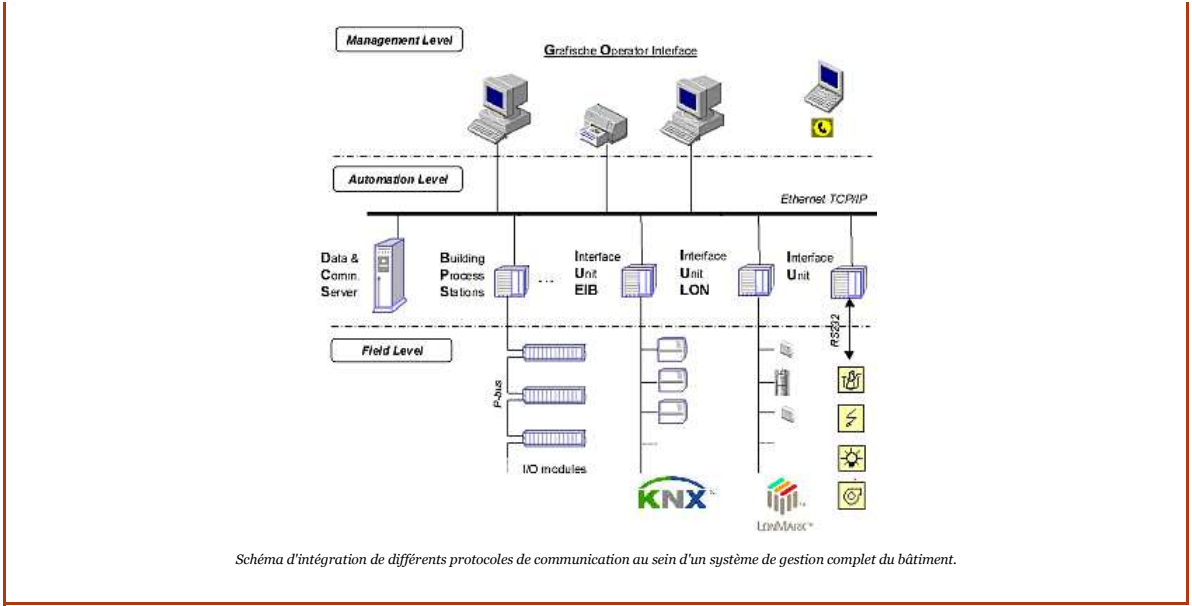 Management Level
Grafische Operator Interface
Automation Level
Ethernet TCP/IP
Data &
Comm.
Server
Building
Process
Stations
...
Interface
Unit
EIB
Interface
Unit
LON
Interface
Unit
RS232
Field Level
P-bus
I/O modules
KNX
LONMARK
Schéma d'intégration de différents protocoles de communication au sein d'un système de gestion complet du bâtiment.